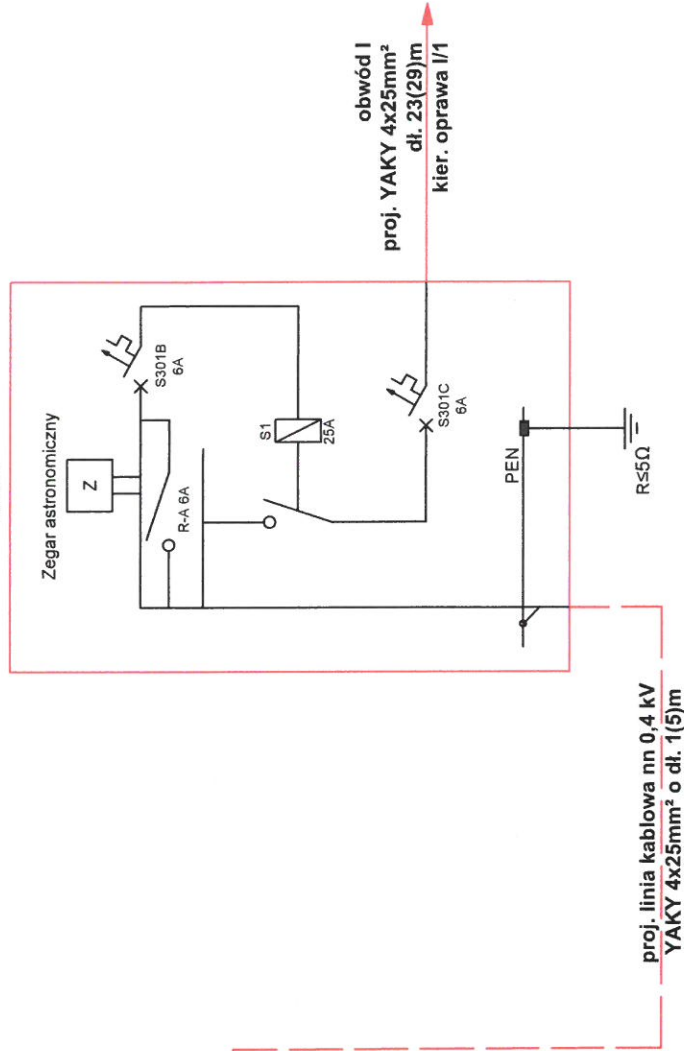 Zegar astronomiczny
Z
S301B
6A
R-A 6A
S1
25A
S301C
6A
PEN
R≤5Ω
obwód I
proj. YAKY 4x25mm²
dł. 23(29)m
kier. oprawa I/1
proj. linia kablowa nn 0,4 kV
YAKY 4x25mm² o dł. 1(5)m